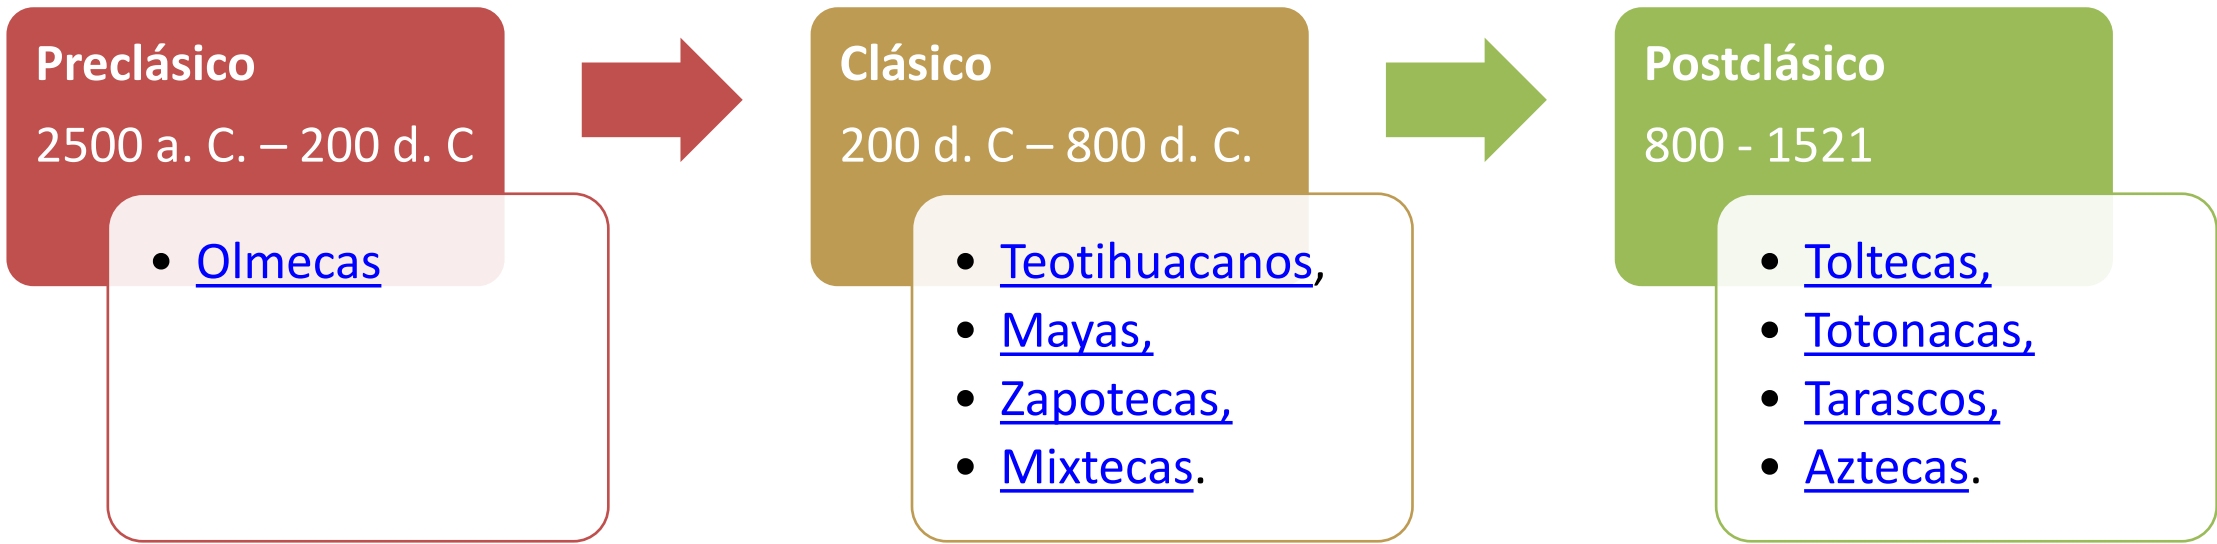 Preclásico
2500 a. C. – 200 d. C
• Olmecas
Clásico
200 d. C – 800 d. C.
• Teotihuacanos,
• Mayas,
• Zapotecas,
• Mixtecas.
Postclásico
800 - 1521
• Toltecas,
• Totonacas,
• Tarascos,
• Aztecas.